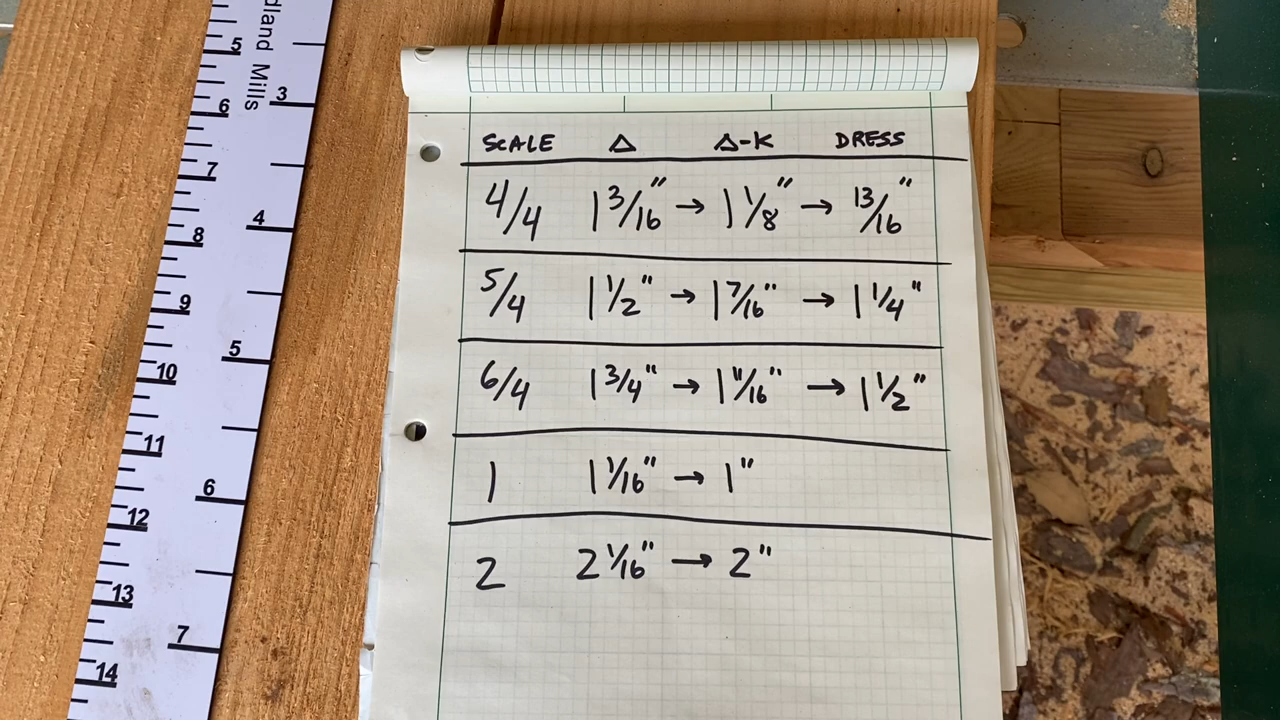 dland Mills
5
6
7
8
9
10
11
12
13
14
3
4
5
6
7
SCALE Δ Δ-K DRESS
4/4 1 3/16" → 1 1/8" → 13/16"
5/4 1 1/2" → 1 7/16" → 1 1/4"
6/4 1 3/4" → 1 11/16" → 1 1/2"
1 1 1/16" → 1"
2 2 1/16" → 2"